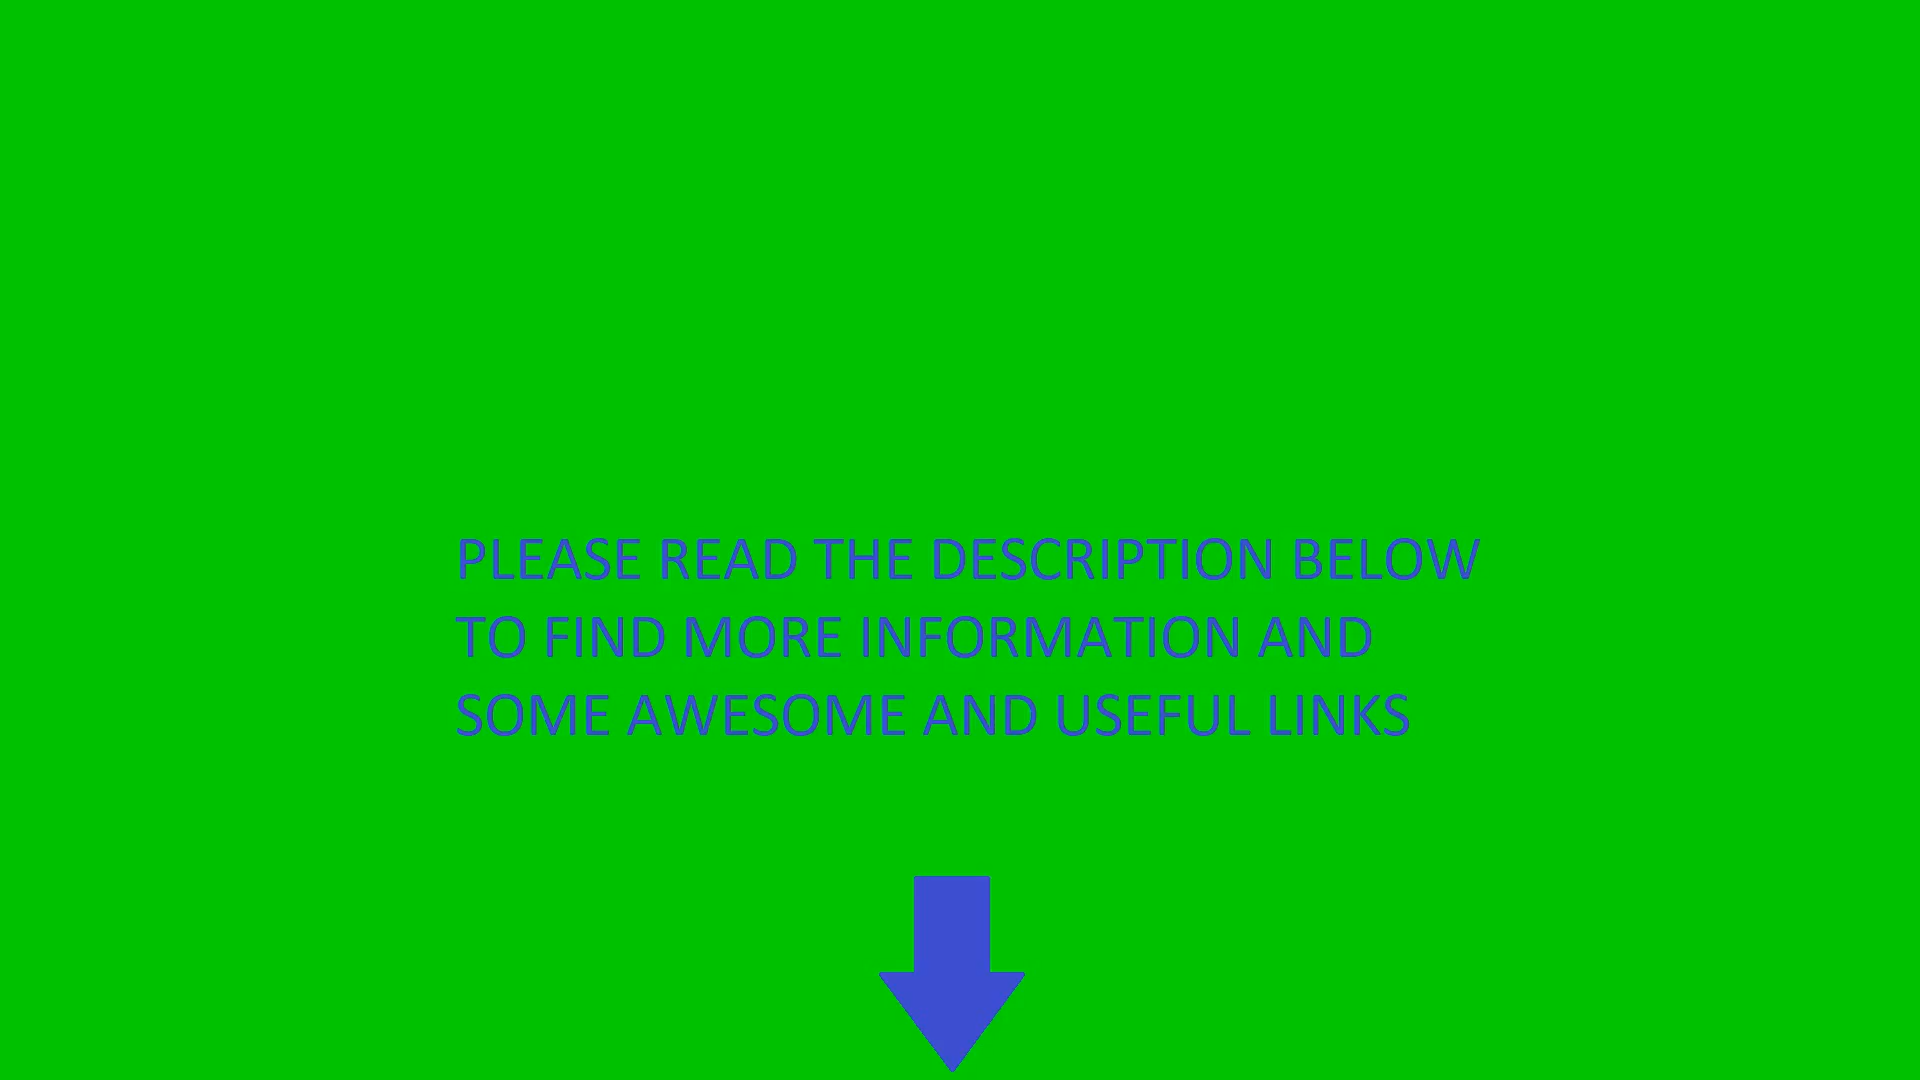 PLEASE READ THE DESCRIPTION BELOW
TO FIND MORE INFORMATION AND
SOME AWESOME AND USEFUL LINKS